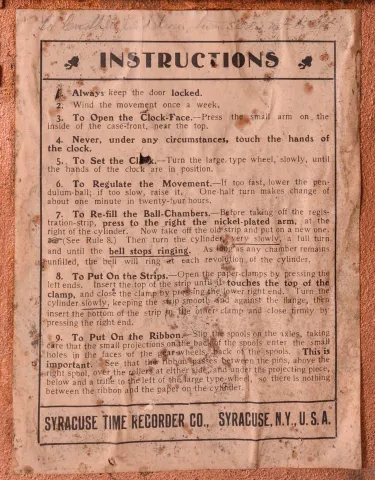 INSTRUCTIONS
1. Always keep the door locked.
2. Wind the movement once a week.
3. To Open the Clock-Face.—Press the small arm on the
inside of the case-front, near the top.
4. Never, under any circumstances, touch the hands of
the clock.
5. To Set the Clock.—Turn the large type wheel, slowly, until
the hands of the clock are in position.
6. To Regulate the Movement.—If too fast, lower the pen-
dulum-ball; if too slow, raise it. One-half turn makes change of
about one minute in twenty-four hours.
7. To Re-fill the Ball-Chambers.—Before taking off the regis-
tration-strip, press to the right the nickel-plated arm, at the
right of the cylinder. Now take off the old strip and put on a new one.
(See Rule 8.) Then turn the cylinder, very slowly, a full turn
and until the bell stops ringing. As long as any chamber remains
unfilled, the bell will ring at each revolution of the cylinder.
8. To Put On the Strips.—Open the paper-clamps by pressing the
left ends. Insert the top of the strip until it touches the top of the
clamp, and close the clamp by pressing the lower right end. Turn the
cylinder slowly, keeping the strip smooth and against the flange, then
insert the bottom of the strip to the other clamp and close firmly by
pressing the right end.
9. To Put On the Ribbon.—Slip the spools on the axles, taking
care that the small projections on the back of the spools enter the small
holes in the faces of the gear-wheels, back of the spools. This is
important. See that the ribbon passes between the pins, above the
right spool, over the rollers at either side, and under the projecting piece,
below and a trifle to the left of the large type wheel, so there is nothing
between the ribbon and the paper on the cylinder.
SYRACUSE TIME RECORDER CO., SYRACUSE, N.Y., U.S.A.